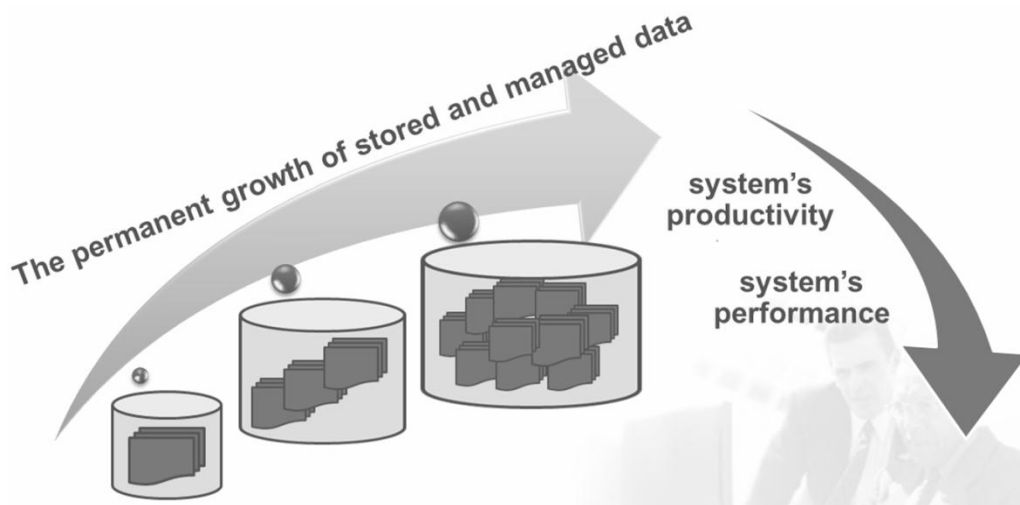 The permanent growth of stored and managed data
system's
productivity
system's
performance